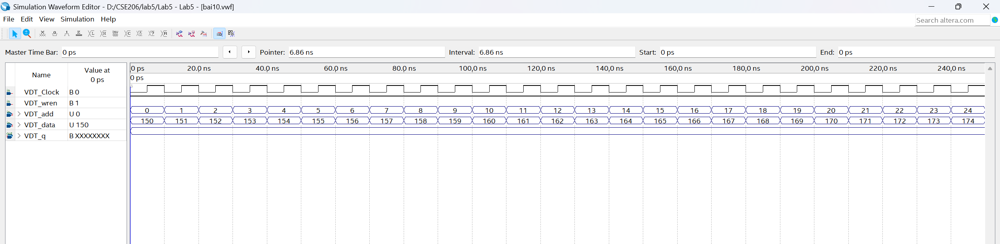 Simulation Waveform Editor - D:/CSE206/lab5/Lab5 - Lab5 - [bai10.vwf]
File Edit View Simulation Help
Search altera.com
Master Time Bar: 0 ps Pointer: 6.86 ns Interval: 6.86 ns Start: 0 ps End: 0 ps
Name Value at 0 ps
0 ps 20.0 ns 40.0 ns 60.0 ns 80.0 ns 100.0 ns 120.0 ns 140.0 ns 160.0 ns 180.0 ns 200.0 ns 220.0 ns 240.0 ns
0 ps
in VDT_Clock B 0
in VDT_wren B 1
in VDT_add U 0 0 1 2 3 4 5 6 7 8 9 10 11 12 13 14 15 16 17 18 19 20 21 22 23 24
in VDT_data U 150 150 151 152 153 154 155 156 157 158 159 160 161 162 163 164 165 166 167 168 169 170 171 172 173 174
out VDT_q B XXXXXXXX